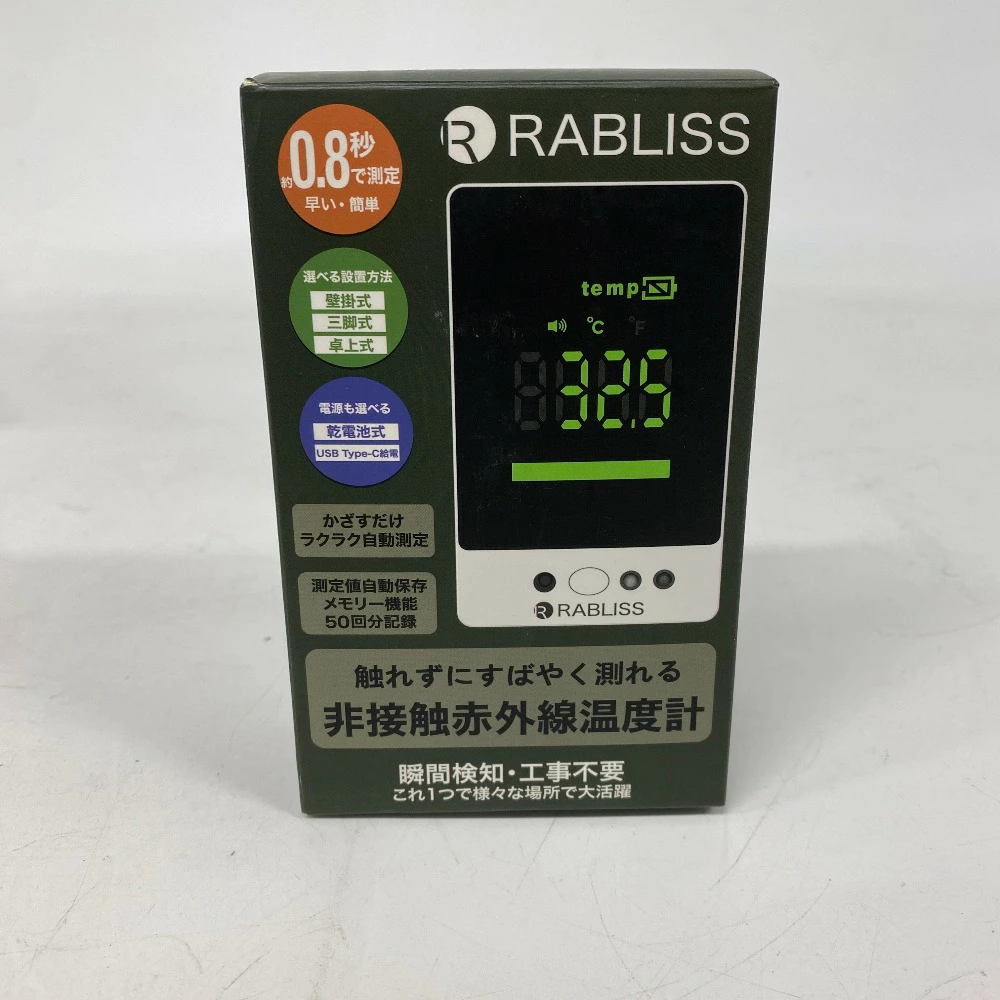 約0.8秒で測定
早い・簡単
RABLISS
選べる設置方法
壁掛式
三脚式
卓上式
電源も選べる
乾電池式
USB Type-C給電
かざすだけ
ラクラク自動測定
測定値自動保存
メモリー機能
50回分記録
temp
℃ ℉
32.5
RABLISS
触れずにすばやく測れる
非接触赤外線温度計
瞬間検知・工事不要
これ1つで様々な場所で大活躍